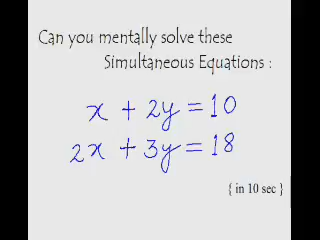 Can you mentally solve these
Simultaneous Equations :
x + 2y = 10
2x + 3y = 18
{ in 10 sec }